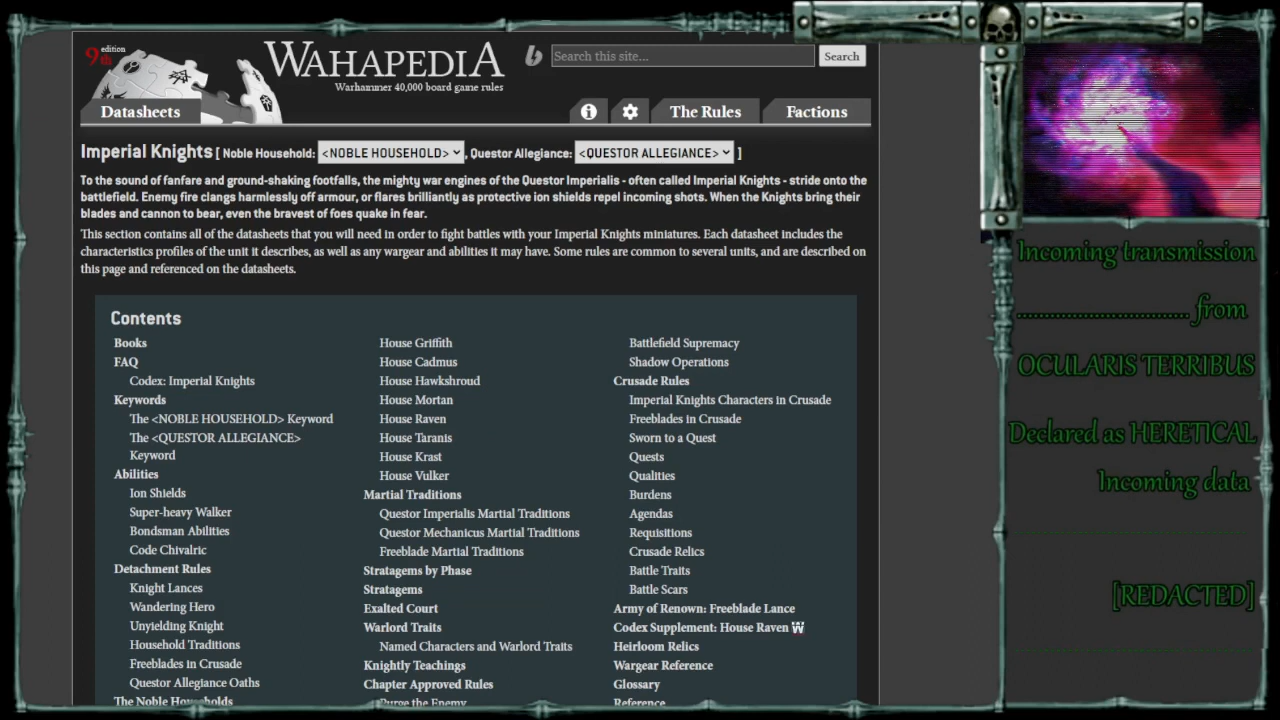 9th edition
WAHAPEDIA
Warhammer 40,000 board game rules
Search this site...
Search
Datasheets
The Rules
Factions
Imperial Knights [ Noble Household: <NOBLE HOUSEHOLD> , Questor Allegiance: <QUESTOR ALLEGIANCE> ]
To the sound of fanfare and ground-shaking footfalls, the mighty war engines of the Questor Imperialis - often called Imperial Knights - stride onto the
battlefield. Enemy fire clangs harmlessly off armour, or flares brilliantly as protective ion shields repel incoming shots. When the Knights bring their
blades and cannon to bear, even the bravest of foes quake in fear.
This section contains all of the datasheets that you will need in order to fight battles with your Imperial Knights miniatures. Each datasheet includes the
characteristics profiles of the unit it describes, as well as any wargear and abilities it may have. Some rules are common to several units, and are described on
this page and referenced on the datasheets.
Contents
Books
FAQ
Codex: Imperial Knights
Keywords
The <NOBLE HOUSEHOLD> Keyword
The <QUESTOR ALLEGIANCE>
Keyword
Abilities
Ion Shields
Super-heavy Walker
Bondsman Abilities
Code Chivalric
Detachment Rules
Knight Lances
Wandering Hero
Unyielding Knight
Household Traditions
Freeblades in Crusade
Questor Allegiance Oaths
The Noble Households
House Griffith
House Cadmus
House Hawkshroud
House Mortan
House Raven
House Taranis
House Krast
House Vulker
Martial Traditions
Questor Imperialis Martial Traditions
Questor Mechanicus Martial Traditions
Freeblade Martial Traditions
Stratagems by Phase
Stratagems
Exalted Court
Warlord Traits
Named Characters and Warlord Traits
Knightly Teachings
Chapter Approved Rules
Purge the Enemy
Battlefield Supremacy
Shadow Operations
Crusade Rules
Imperial Knights Characters in Crusade
Freeblades in Crusade
Sworn to a Quest
Quests
Qualities
Burdens
Agendas
Requisitions
Crusade Relics
Battle Traits
Battle Scars
Army of Renown: Freeblade Lance
Codex Supplement: House Raven W
Heirloom Relics
Wargear Reference
Glossary
Reference
Incoming transmission
.............................. from
OCULARIS TERRIBUS
Declared as HERETICAL
Incoming data
[REDACTED]